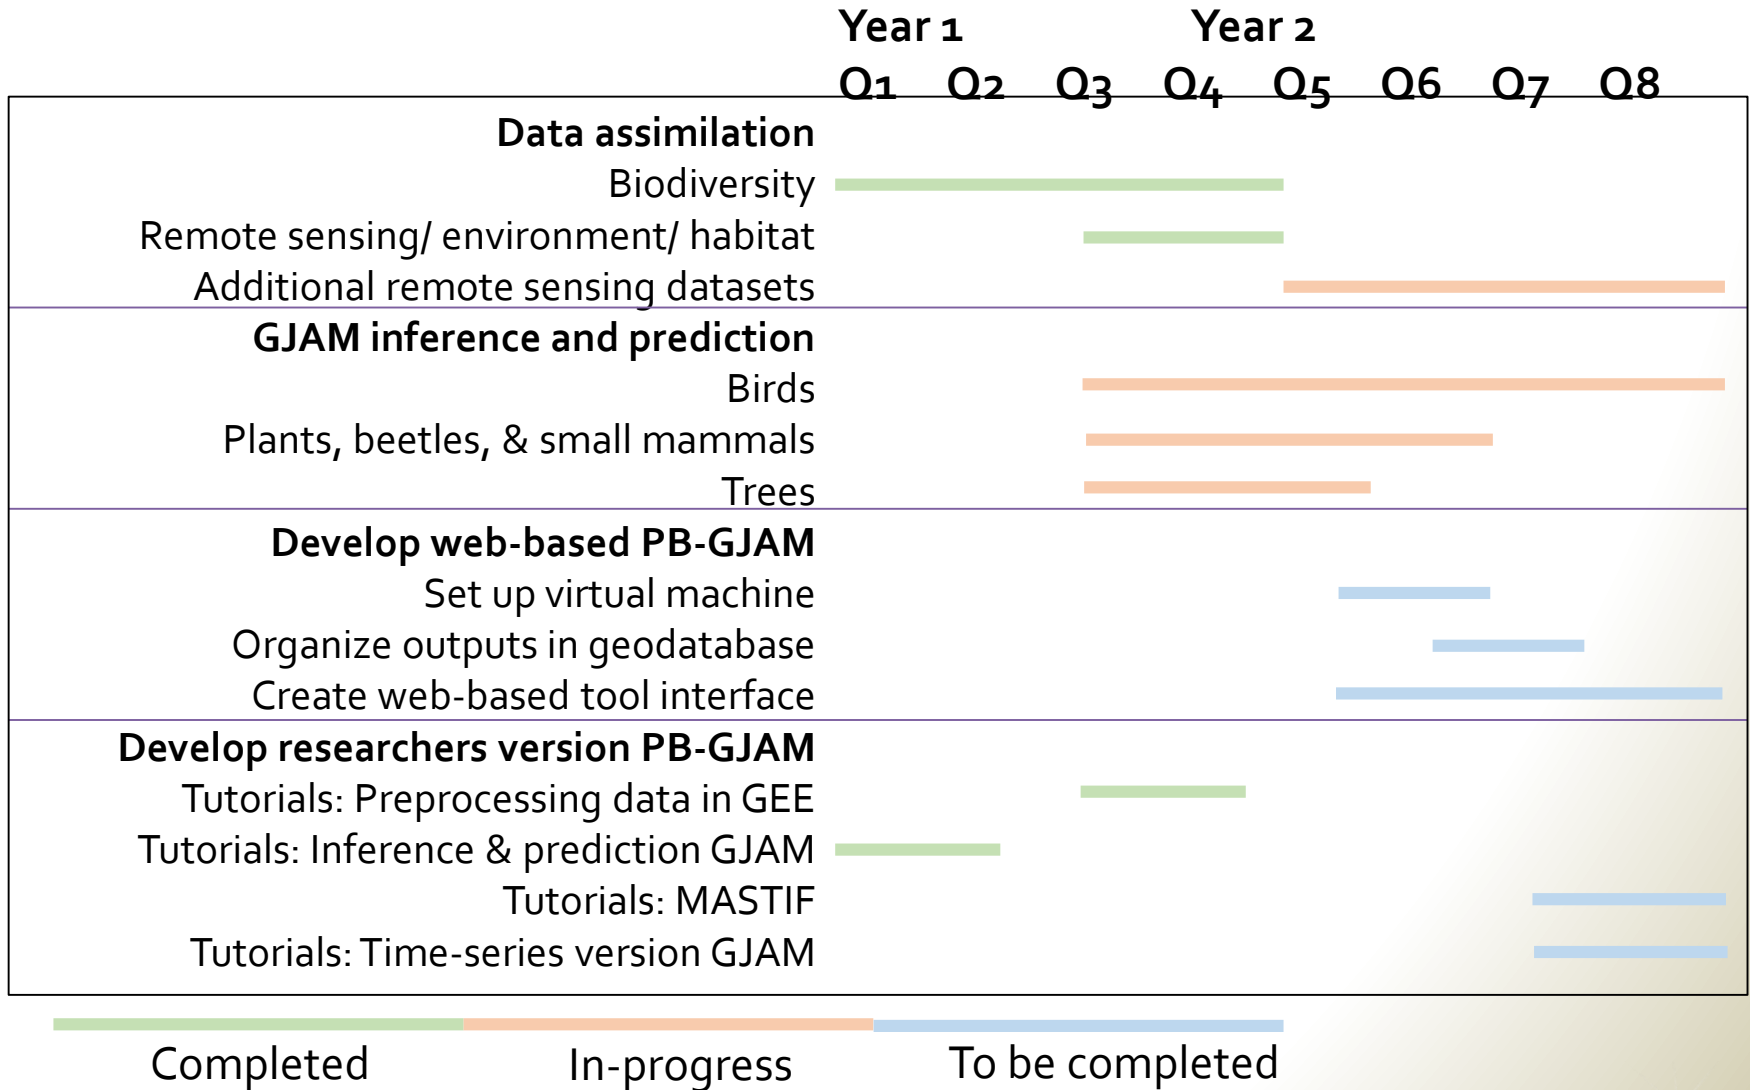 Year 1 Year 2
Q1 Q2 Q3 Q4 Q5 Q6 Q7 Q8
Data assimilation
Biodiversity
Remote sensing/ environment/ habitat
Additional remote sensing datasets
GJAM inference and prediction
Birds
Plants, beetles, & small mammals
Trees
Develop web-based PB-GJAM
Set up virtual machine
Organize outputs in geodatabase
Create web-based tool interface
Develop researchers version PB-GJAM
Tutorials: Preprocessing data in GEE
Tutorials: Inference & prediction GJAM
Tutorials: MASTIF
Tutorials: Time-series version GJAM
Completed In-progress To be completed